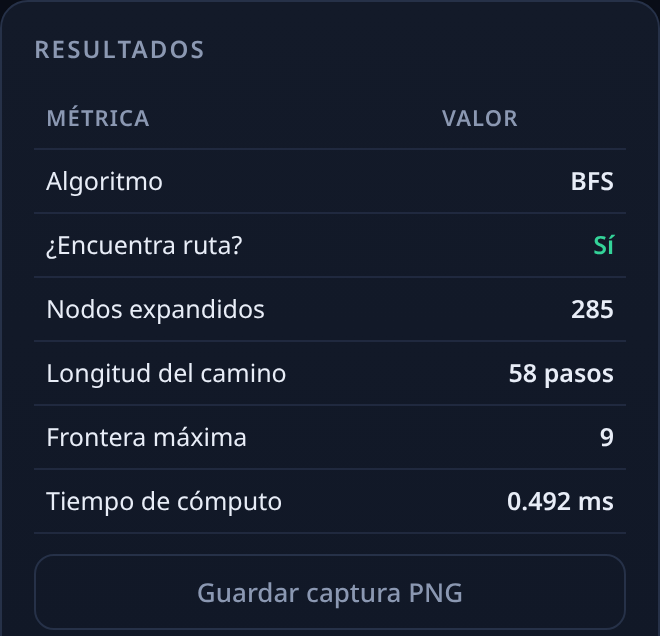 RESULTADOS
MÉTRICA VALOR
Algoritmo BFS
¿Encuentra ruta? Sí
Nodos expandidos 285
Longitud del camino 58 pasos
Frontera máxima 9
Tiempo de cómputo 0.492 ms
Guardar captura PNG